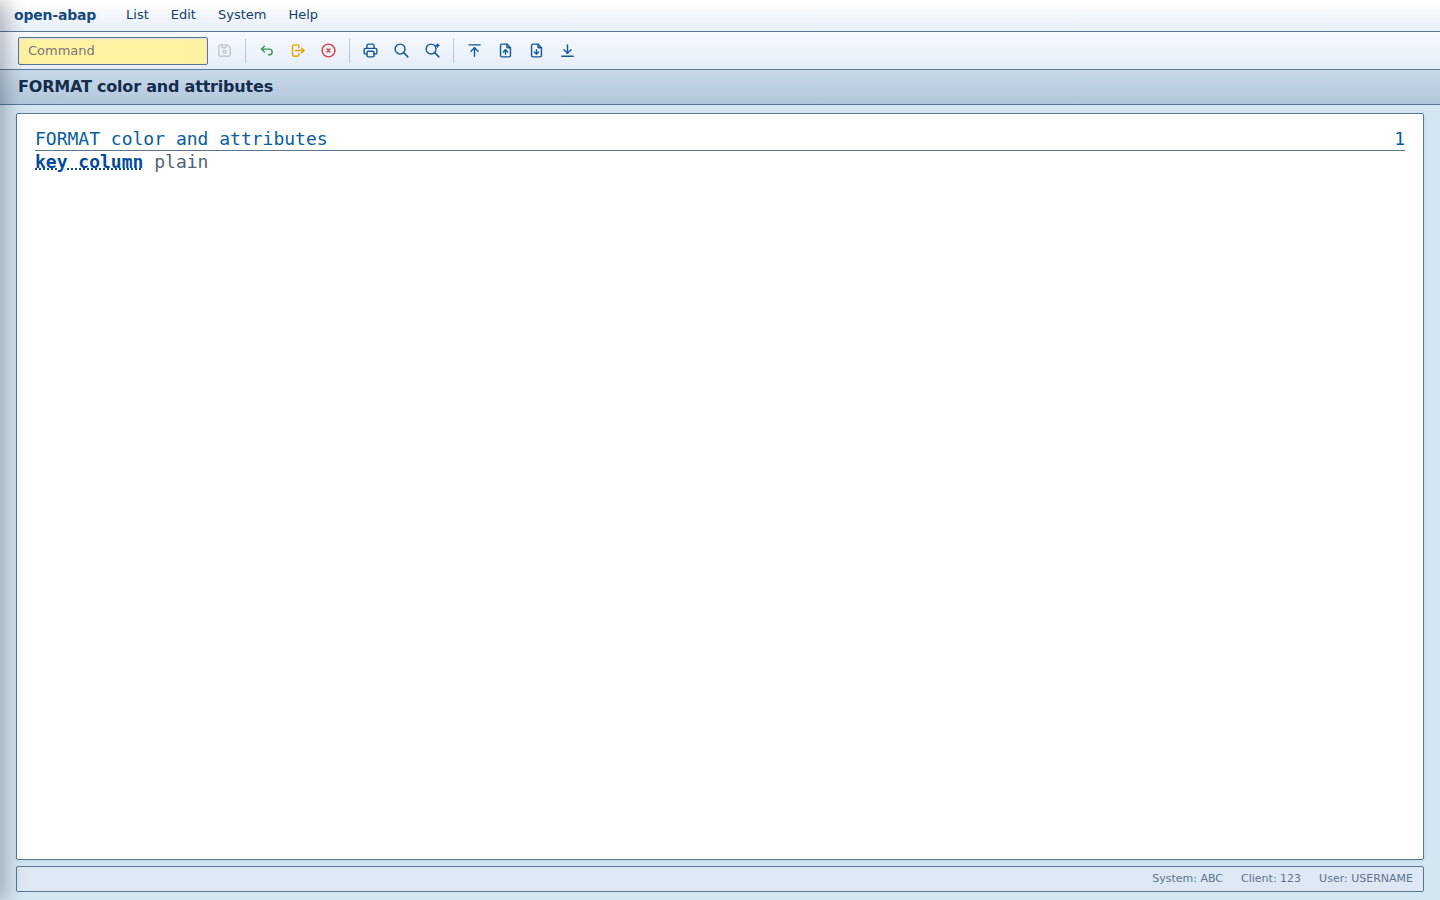 open-abap List Edit System Help
Command
FORMAT color and attributes
FORMAT color and attributes 1
key column plain
System: ABC Client: 123 User: USERNAME